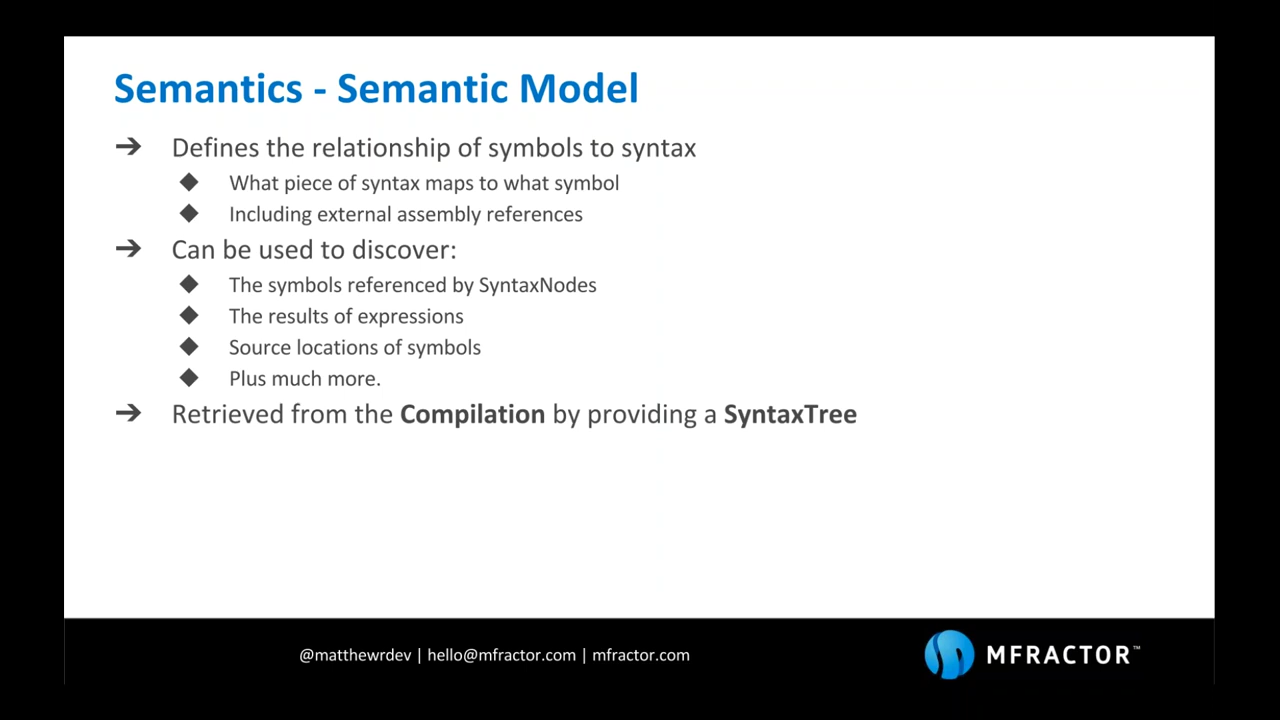 Semantics - Semantic Model
➔ Defines the relationship of symbols to syntax
◆ What piece of syntax maps to what symbol
◆ Including external assembly references
➔ Can be used to discover:
◆ The symbols referenced by SyntaxNodes
◆ The results of expressions
◆ Source locations of symbols
◆ Plus much more.
➔ Retrieved from the Compilation by providing a SyntaxTree
@matthewrdev | hello@mfractor.com | mfractor.com
MFRACTOR™